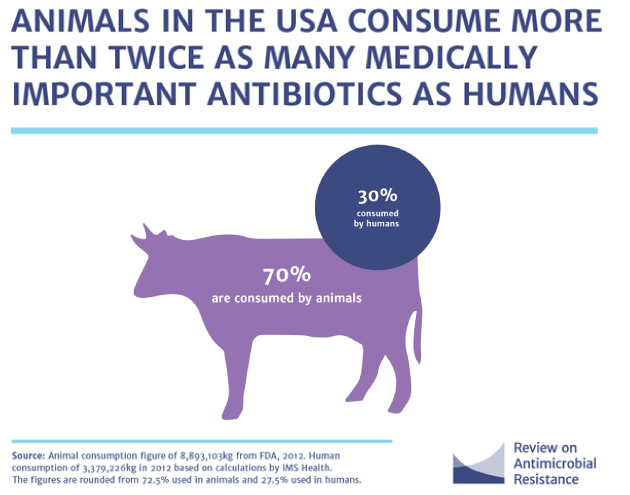 ANIMALS IN THE USA CONSUME MORE
THAN TWICE AS MANY MEDICALLY
IMPORTANT ANTIBIOTICS AS HUMANS
30%
consumed
by humans
70%
are consumed by animals
Source: Animal consumption figure of 8,893,103kg from FDA, 2012. Human
consumption of 3,379,226kg in 2012 based on calculations by IMS Health.
The figures are rounded from 72.5% used in animals and 27.5% used in humans.
Review on
Antimicrobial
Resistance